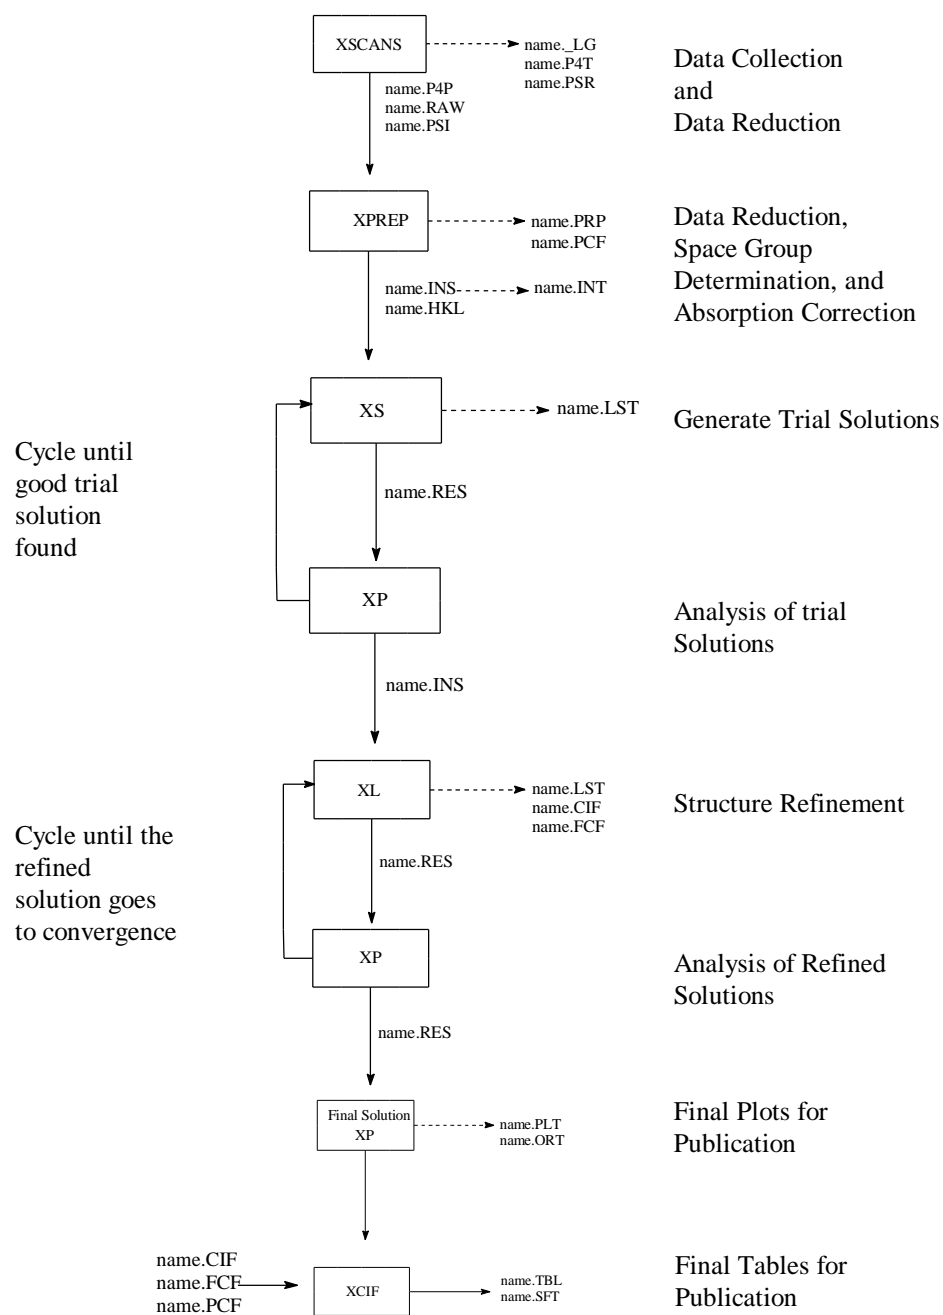 XSCANS
name._LG
name.P4T
name.PSR
Data Collection
and
Data Reduction
name.P4P
name.RAW
name.PSI
XPREP
name.PRP
name.PCF
Data Reduction,
Space Group
Determination, and
Absorption Correction
name.INS
name.HKL
name.INT
XS
name.LST
Generate Trial Solutions
Cycle until
good trial
solution
found
name.RES
XP
Analysis of trial
Solutions
name.INS
XL
name.LST
name.CIF
name.FCF
Structure Refinement
Cycle until the
refined
solution goes
to convergence
name.RES
XP
Analysis of Refined
Solutions
name.RES
Final Solution
XP
name.PLT
name.ORT
Final Plots for
Publication
name.CIF
name.FCF
name.PCF
XCIF
name.TBL
name.SFT
Final Tables for
Publication